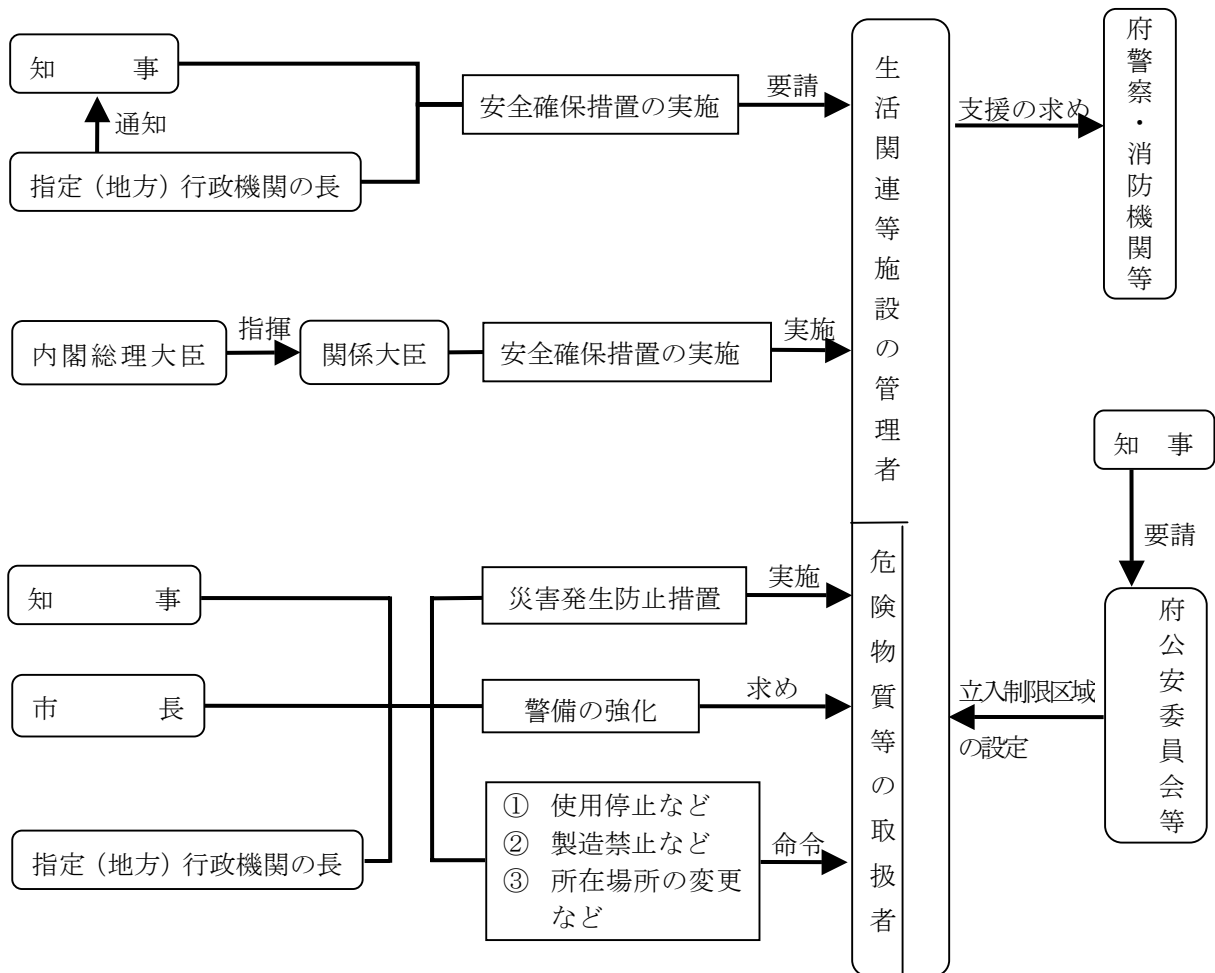 知　　事
通知
指定（地方）行政機関の長
安全確保措置の実施
要請
内閣総理大臣
指揮
関係大臣
安全確保措置の実施
実施
知　　事
市　　長
指定（地方）行政機関の長
災害発生防止措置
実施
警備の強化
求め
① 使用停止など
② 製造禁止など
③ 所在場所の変更
など
命令
生活関連等施設の管理者
危険物質等の取扱者
支援の求め
府警察・消防機関等
知　事
要請
府公安委員会等
立入制限区域
の設定